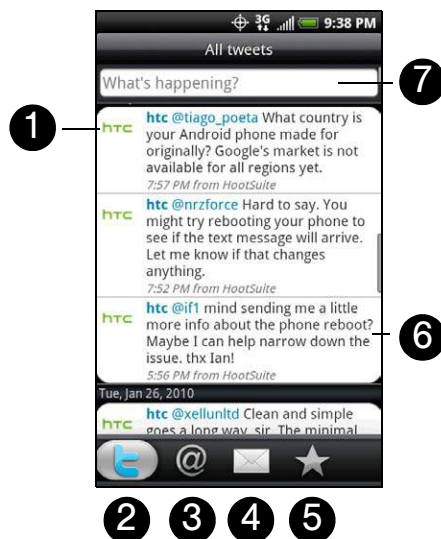 3G 9:38 PM
All tweets
What's happening?
7
1
hTC
htc @tiago_poeta What country is
your Android phone made for
originally? Google's market is not
available for all regions yet.
7:57 PM from HootSuite
hTC
htc @nrzforce Hard to say. You
might try rebooting your phone to
see if the text message will arrive.
Let me know if that changes
anything.
7:52 PM from HootSuite
hTC
htc @if1 mind sending me a little
more info about the phone reboot?
Maybe I can help narrow down the
issue. thx Ian!
5:56 PM from HootSuite
6
Tue, Jan 26, 2010
hTC
htc @xellunltd Clean and simple
goes a long way, sir. The minimal
t @
2 3 4 5